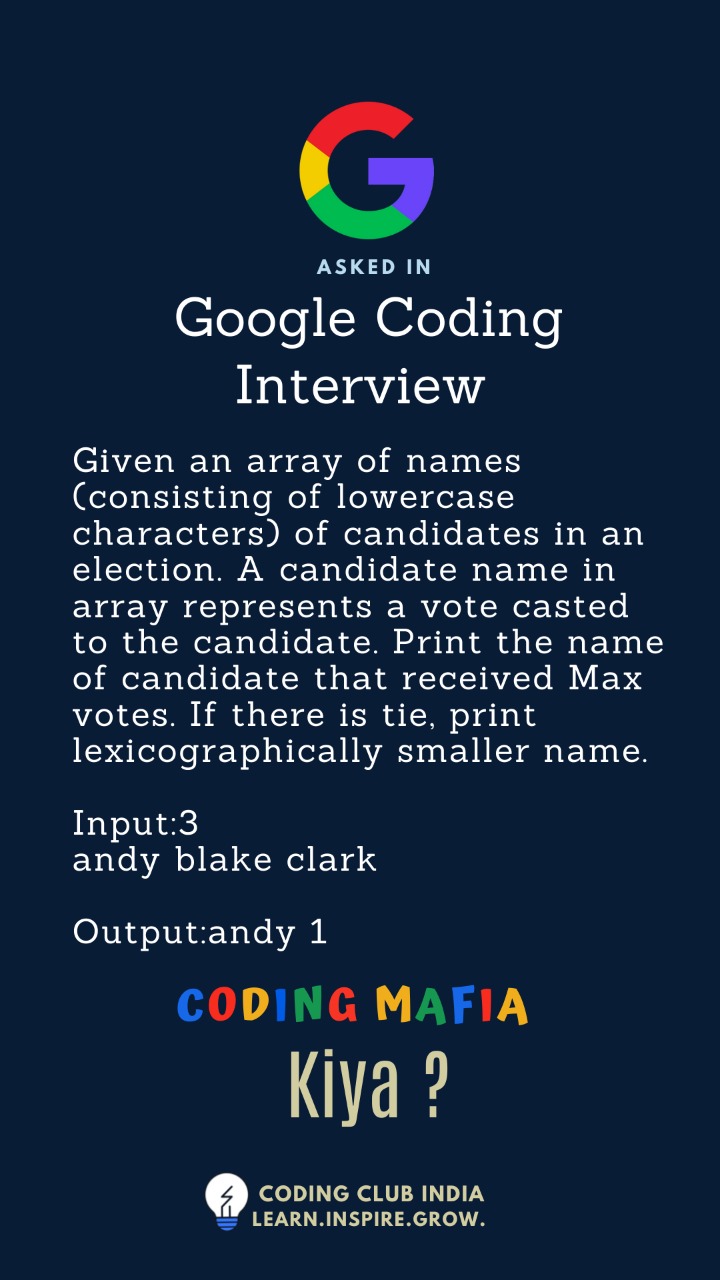 ASKED IN
Google Coding
Interview
Given an array of names
(consisting of lowercase
characters) of candidates in an
election. A candidate name in
array represents a vote casted
to the candidate. Print the name
of candidate that received Max
votes. If there is tie, print
lexicographically smaller name.
Input:3
andy blake clark
Output:andy 1
CODING MAFIA
Kiya ?
CODING CLUB INDIA
LEARN.INSPIRE.GROW.